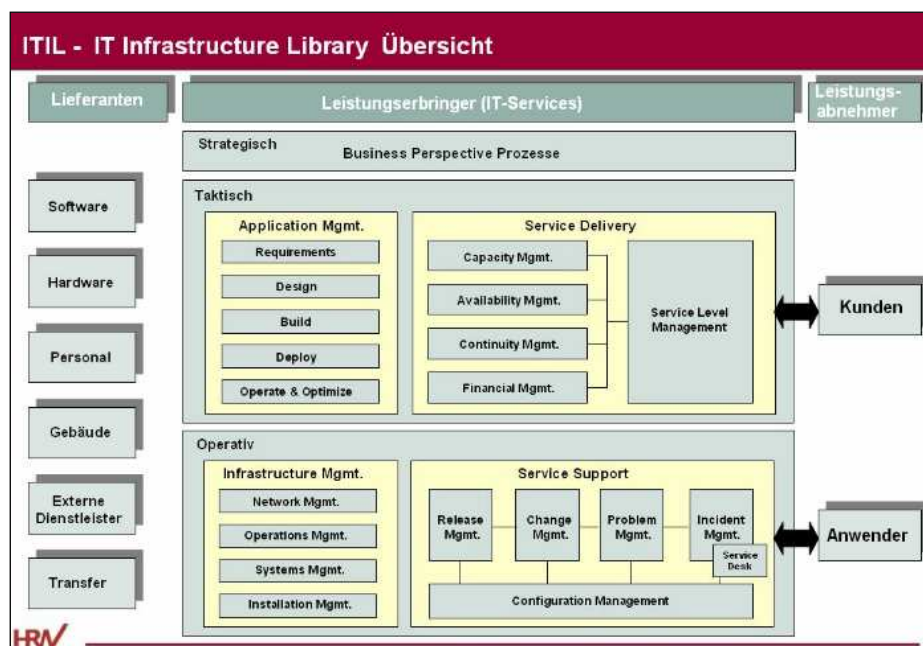 ITIL - IT Infrastructure Library Übersicht
Lieferanten
Leistungserbringer (IT-Services)
Leistungs-
abnehmer
Strategisch
Business Perspective Prozesse
Software
Hardware
Personal
Gebäude
Externe
Dienstleister
Transfer
Taktisch
Application Mgmt.
Requirements
Design
Build
Deploy
Operate & Optimize
Service Delivery
Capacity Mgmt.
Availability Mgmt.
Continuity Mgmt.
Financial Mgmt.
Service Level
Management
Kunden
Operativ
Infrastructure Mgmt.
Network Mgmt.
Operations Mgmt.
Systems Mgmt.
Installation Mgmt.
Service Support
Release
Mgmt.
Change
Mgmt.
Problem
Mgmt.
Incident
Mgmt.
Service
Desk
Configuration Management
Anwender